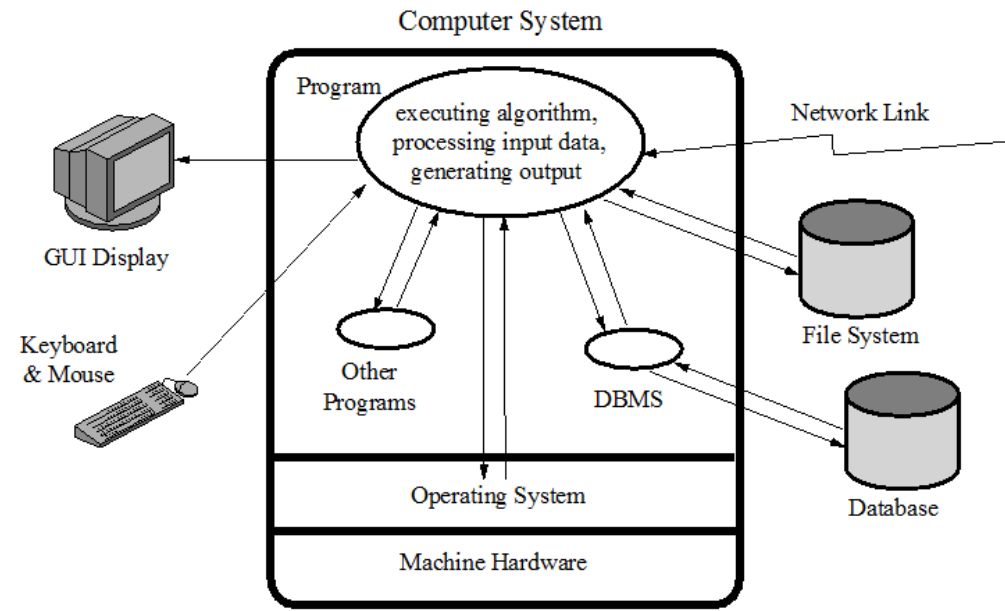 Computer System
Program
executing algorithm,
processing input data,
generating output
Network Link
GUI Display
File System
Keyboard
& Mouse
Other
Programs
DBMS
Operating System
Database
Machine Hardware